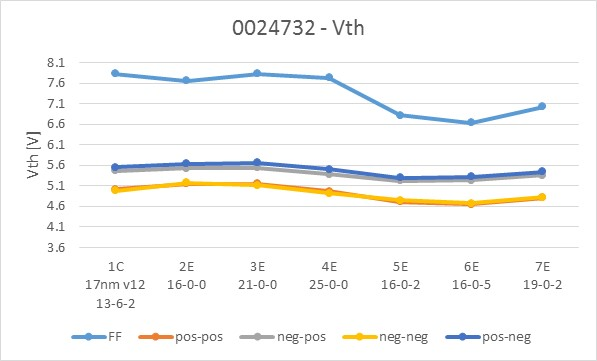 0024732 - Vth
Vth [V]
8.1
7.6
7.1
6.6
6.1
5.6
5.1
4.6
4.1
3.6
1C 2E 3E 4E 5E 6E 7E
17nm v12 16-0-0 21-0-0 25-0-0 16-0-2 16-0-5 19-0-2
13-6-2
FF pos-pos neg-pos neg-neg pos-neg